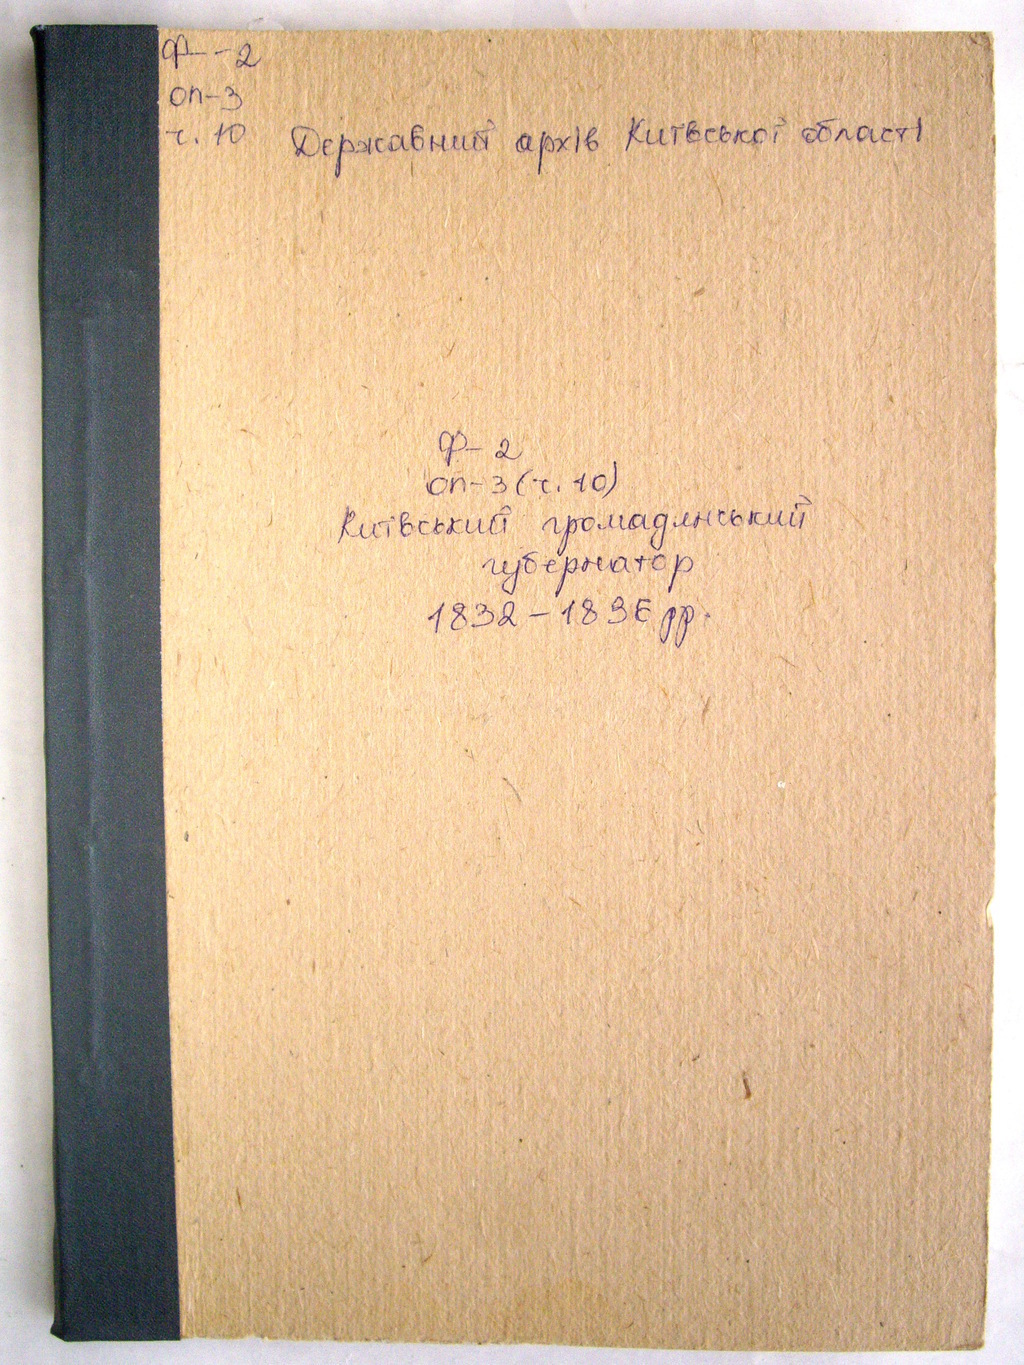 Ф-2
оп-3
ч. 10
Державний архів Київської області
Ф-2
оп-3 (ч. 10)
Київський громадянський
губернатор
1832-1836 рр.